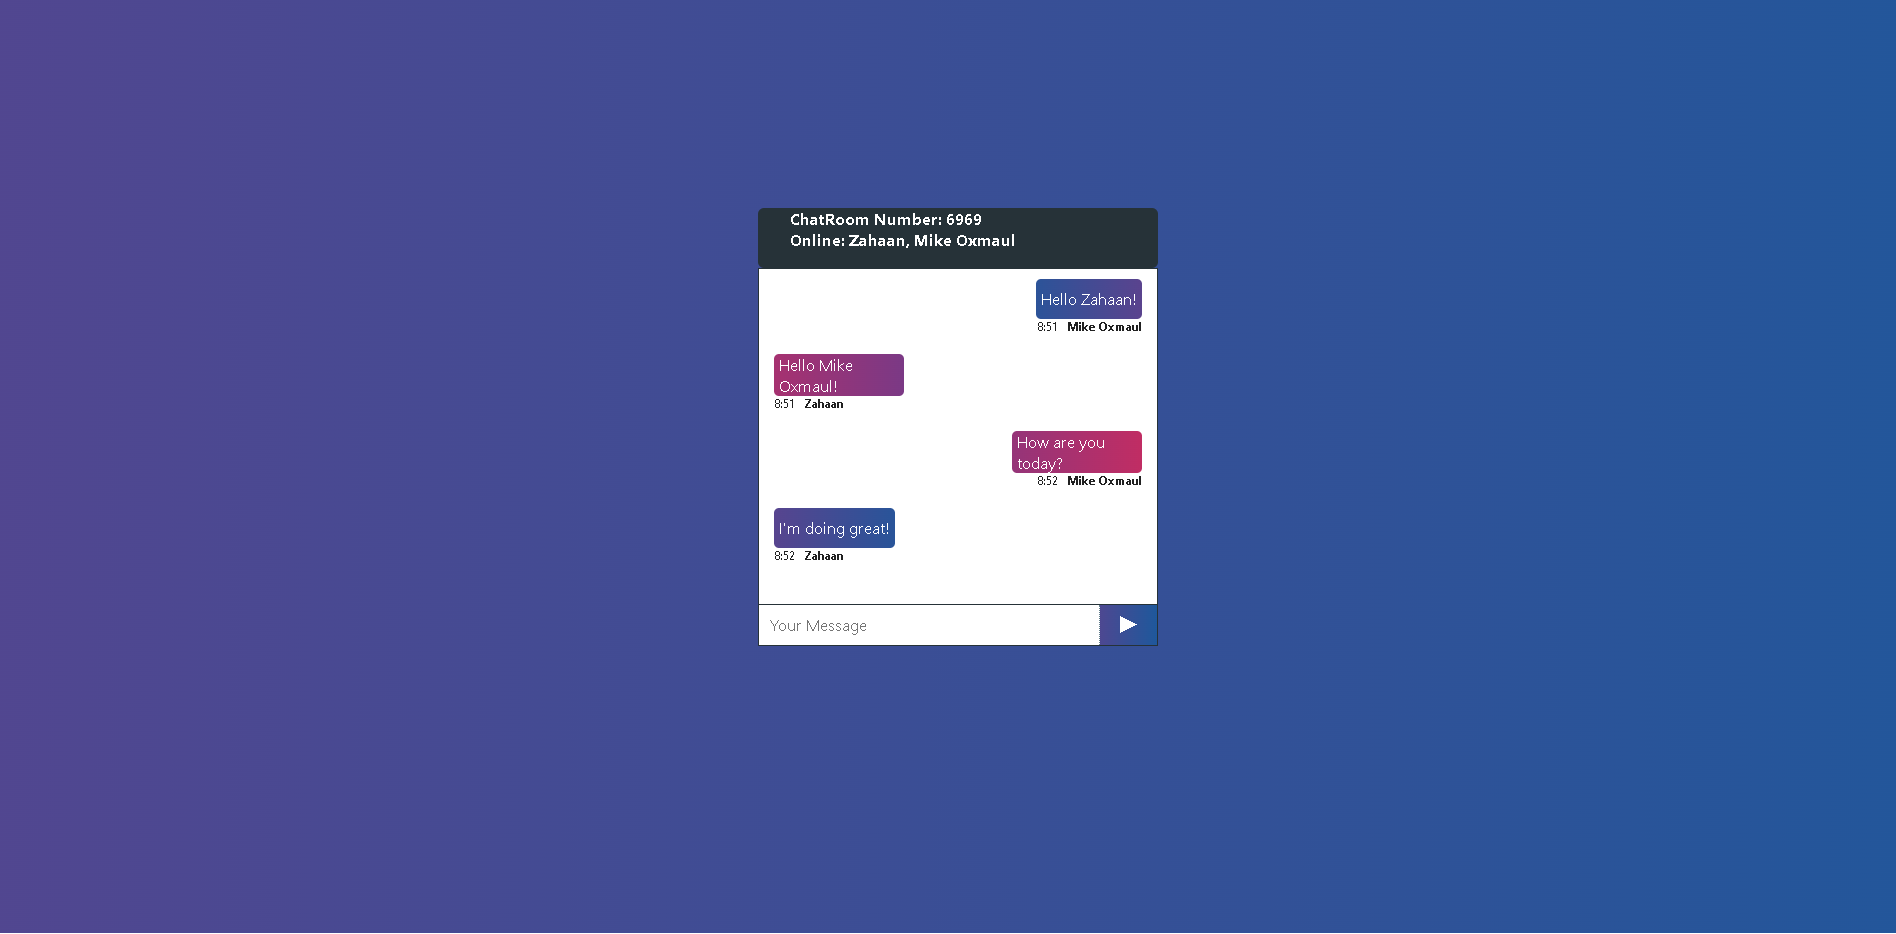 ChatRoom Number: 6969
Online: Zahaan, Mike Oxmaul
Hello Zahaan!
8:51 Mike Oxmaul
Hello Mike
Oxmaul!
8:51 Zahaan
How are you
today?
8:52 Mike Oxmaul
I'm doing great!
8:52 Zahaan
Your Message